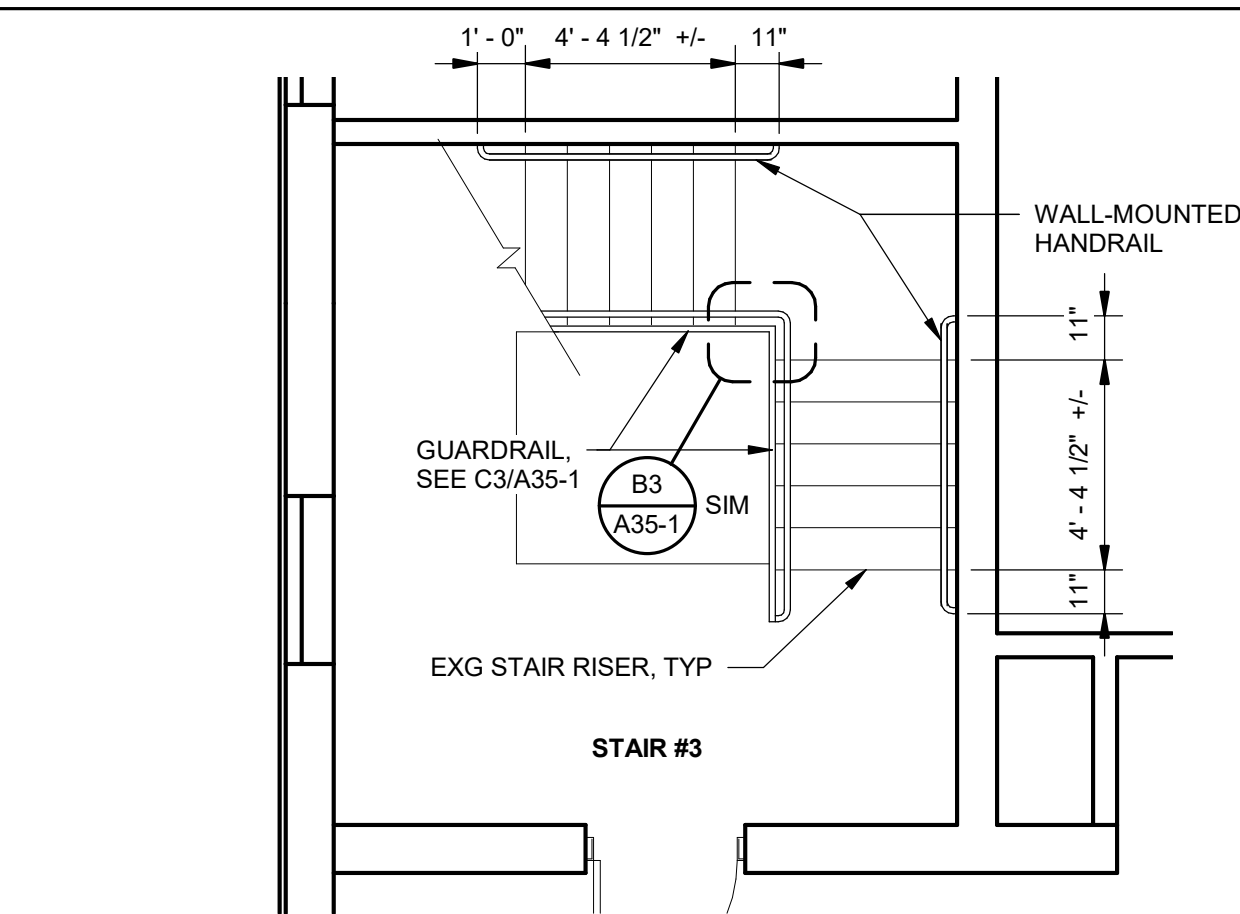 1' - 0" 4' - 4 1/2" +/- 11"
WALL-MOUNTED
HANDRAIL
11"
4' - 4 1/2" +/-
11"
GUARDRAIL,
SEE C3/A35-1
B3
A35-1
SIM
EXG STAIR RISER, TYP
STAIR #3